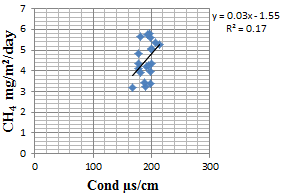 y = 0.03x - 1.55
R² = 0.17
CH₄ mg/m²/day
7
6
5
4
3
2
1
0
0 100 200 300
Cond µs/cm